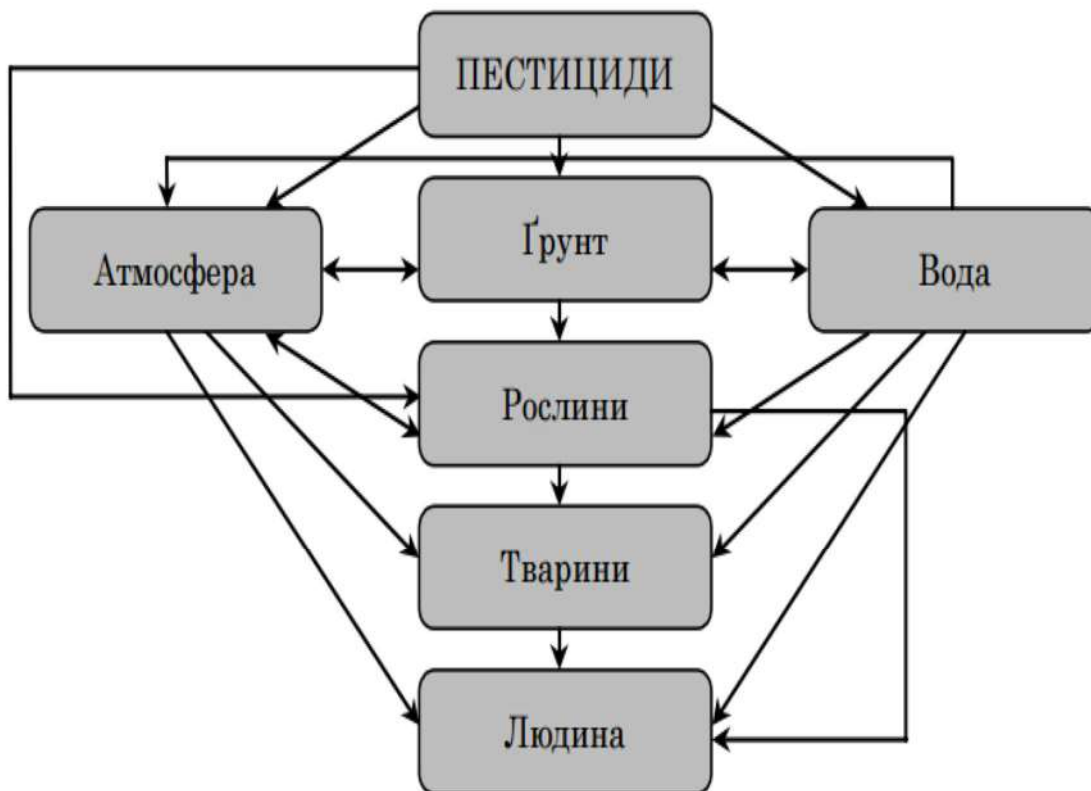 ПЕСТИЦИДИ
Ґрунт
Атмосфера
Вода
Рослини
Тварини
Людина